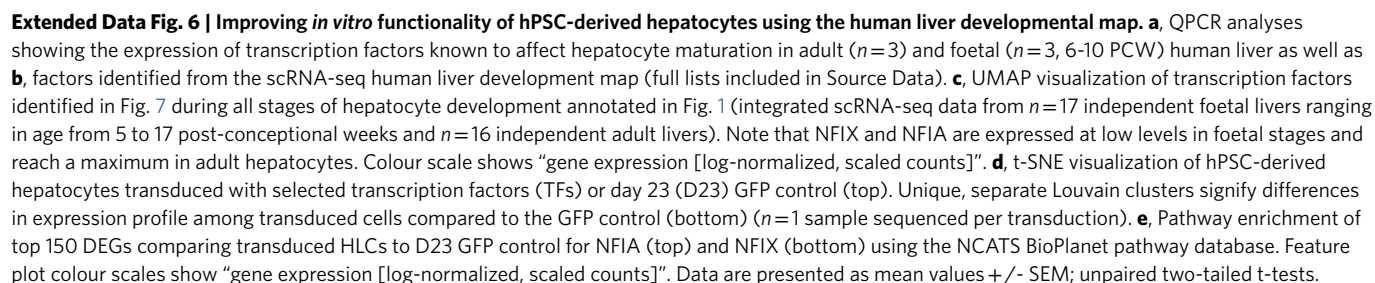 Extended Data Fig. 6 | Improving in vitro functionality of hPSC-derived hepatocytes using the human liver developmental map. a, QPCR analyses
showing the expression of transcription factors known to affect hepatocyte maturation in adult (n=3) and foetal (n=3, 6-10 PCW) human liver as well as
b, factors identified from the scRNA-seq human liver development map (full lists included in Source Data). c, UMAP visualization of transcription factors
identified in Fig. 7 during all stages of hepatocyte development annotated in Fig. 1 (integrated scRNA-seq data from n=17 independent foetal livers ranging
in age from 5 to 17 post-conceptional weeks and n=16 independent adult livers). Note that NFIX and NFIA are expressed at low levels in foetal stages and
reach a maximum in adult hepatocytes. Colour scale shows “gene expression [log-normalized, scaled counts]”. d, t-SNE visualization of hPSC-derived
hepatocytes transduced with selected transcription factors (TFs) or day 23 (D23) GFP control (top). Unique, separate Louvain clusters signify differences
in expression profile among transduced cells compared to the GFP control (bottom) (n=1 sample sequenced per transduction). e, Pathway enrichment of
top 150 DEGs comparing transduced HLCs to D23 GFP control for NFIA (top) and NFIX (bottom) using the NCATS BioPlanet pathway database. Feature
plot colour scales show “gene expression [log-normalized, scaled counts]”. Data are presented as mean values +/- SEM; unpaired two-tailed t-tests.